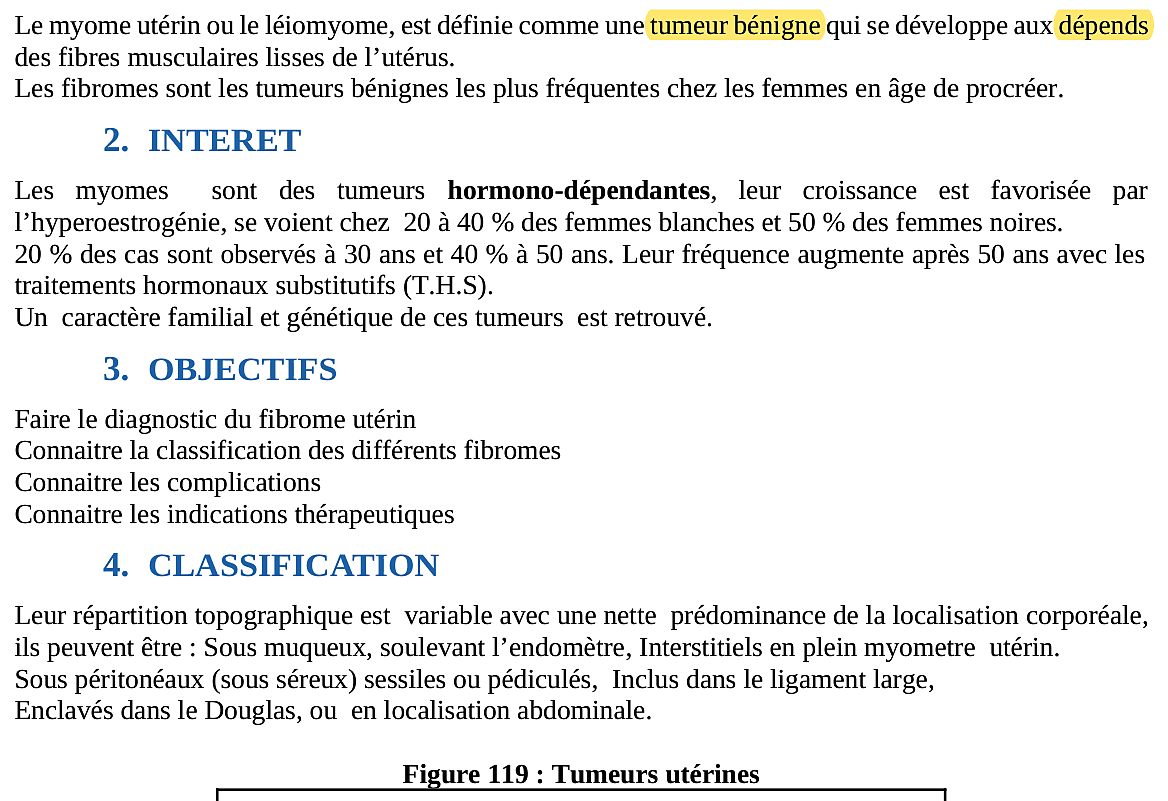 Le myome utérin ou le léiomyome, est définie comme une tumeur bénigne qui se développe aux dépends
des fibres musculaires lisses de l’utérus.
Les fibromes sont les tumeurs bénignes les plus fréquentes chez les femmes en âge de procréer.
2. INTERET
Les myomes sont des tumeurs hormono-dépendantes, leur croissance est favorisée par
l’hyperoestrogénie, se voient chez 20 à 40 % des femmes blanches et 50 % des femmes noires.
20 % des cas sont observés à 30 ans et 40 % à 50 ans. Leur fréquence augmente après 50 ans avec les
traitements hormonaux substitutifs (T.H.S).
Un caractère familial et génétique de ces tumeurs est retrouvé.
3. OBJECTIFS
Faire le diagnostic du fibrome utérin
Connaitre la classification des différents fibromes
Connaitre les complications
Connaitre les indications thérapeutiques
4. CLASSIFICATION
Leur répartition topographique est variable avec une nette prédominance de la localisation corporéale,
ils peuvent être : Sous muqueux, soulevant l’endomètre, Interstitiels en plein myometre utérin.
Sous péritonéaux (sous séreux) sessiles ou pédiculés, Inclus dans le ligament large,
Enclavés dans le Douglas, ou en localisation abdominale.
Figure 119 : Tumeurs utérines